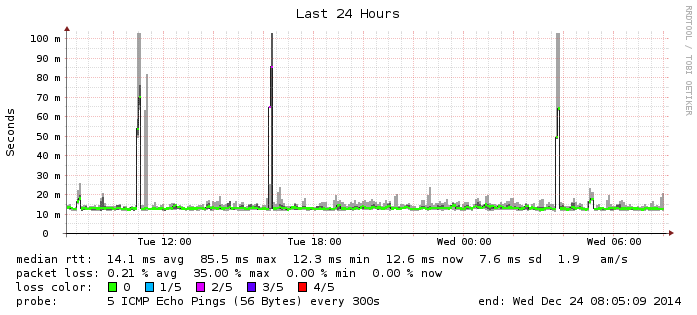 Last 24 Hours
RRDTOOL / TOBI OETIKER
Seconds
100 m
90 m
80 m
70 m
60 m
50 m
40 m
30 m
20 m
10 m
0
Tue 12:00 Tue 18:00 Wed 00:00 Wed 06:00
median rtt: 14.1 ms avg 85.5 ms max 12.3 ms min 12.6 ms now 7.6 ms sd 1.9 am/s
packet loss: 0.21 % avg 35.00 % max 0.00 % min 0.00 % now
loss color: 0 1/5 2/5 3/5 4/5
probe: 5 ICMP Echo Pings (56 Bytes) every 300s end: Wed Dec 24 08:05:09 2014